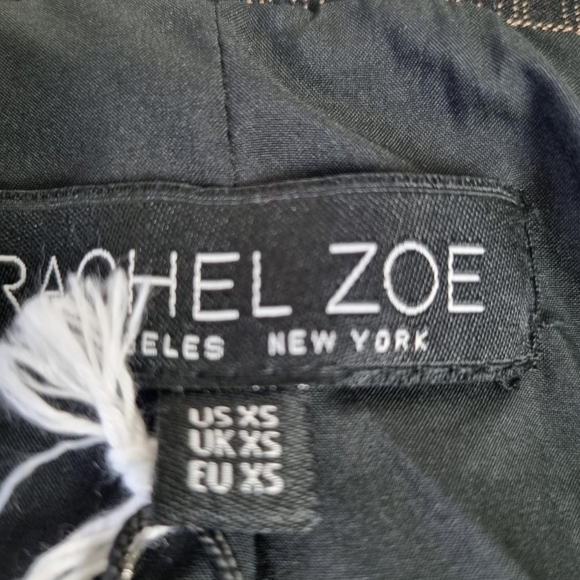 RACHEL ZOE
ELES NEW YORK
US XS
UK XS
EU XS